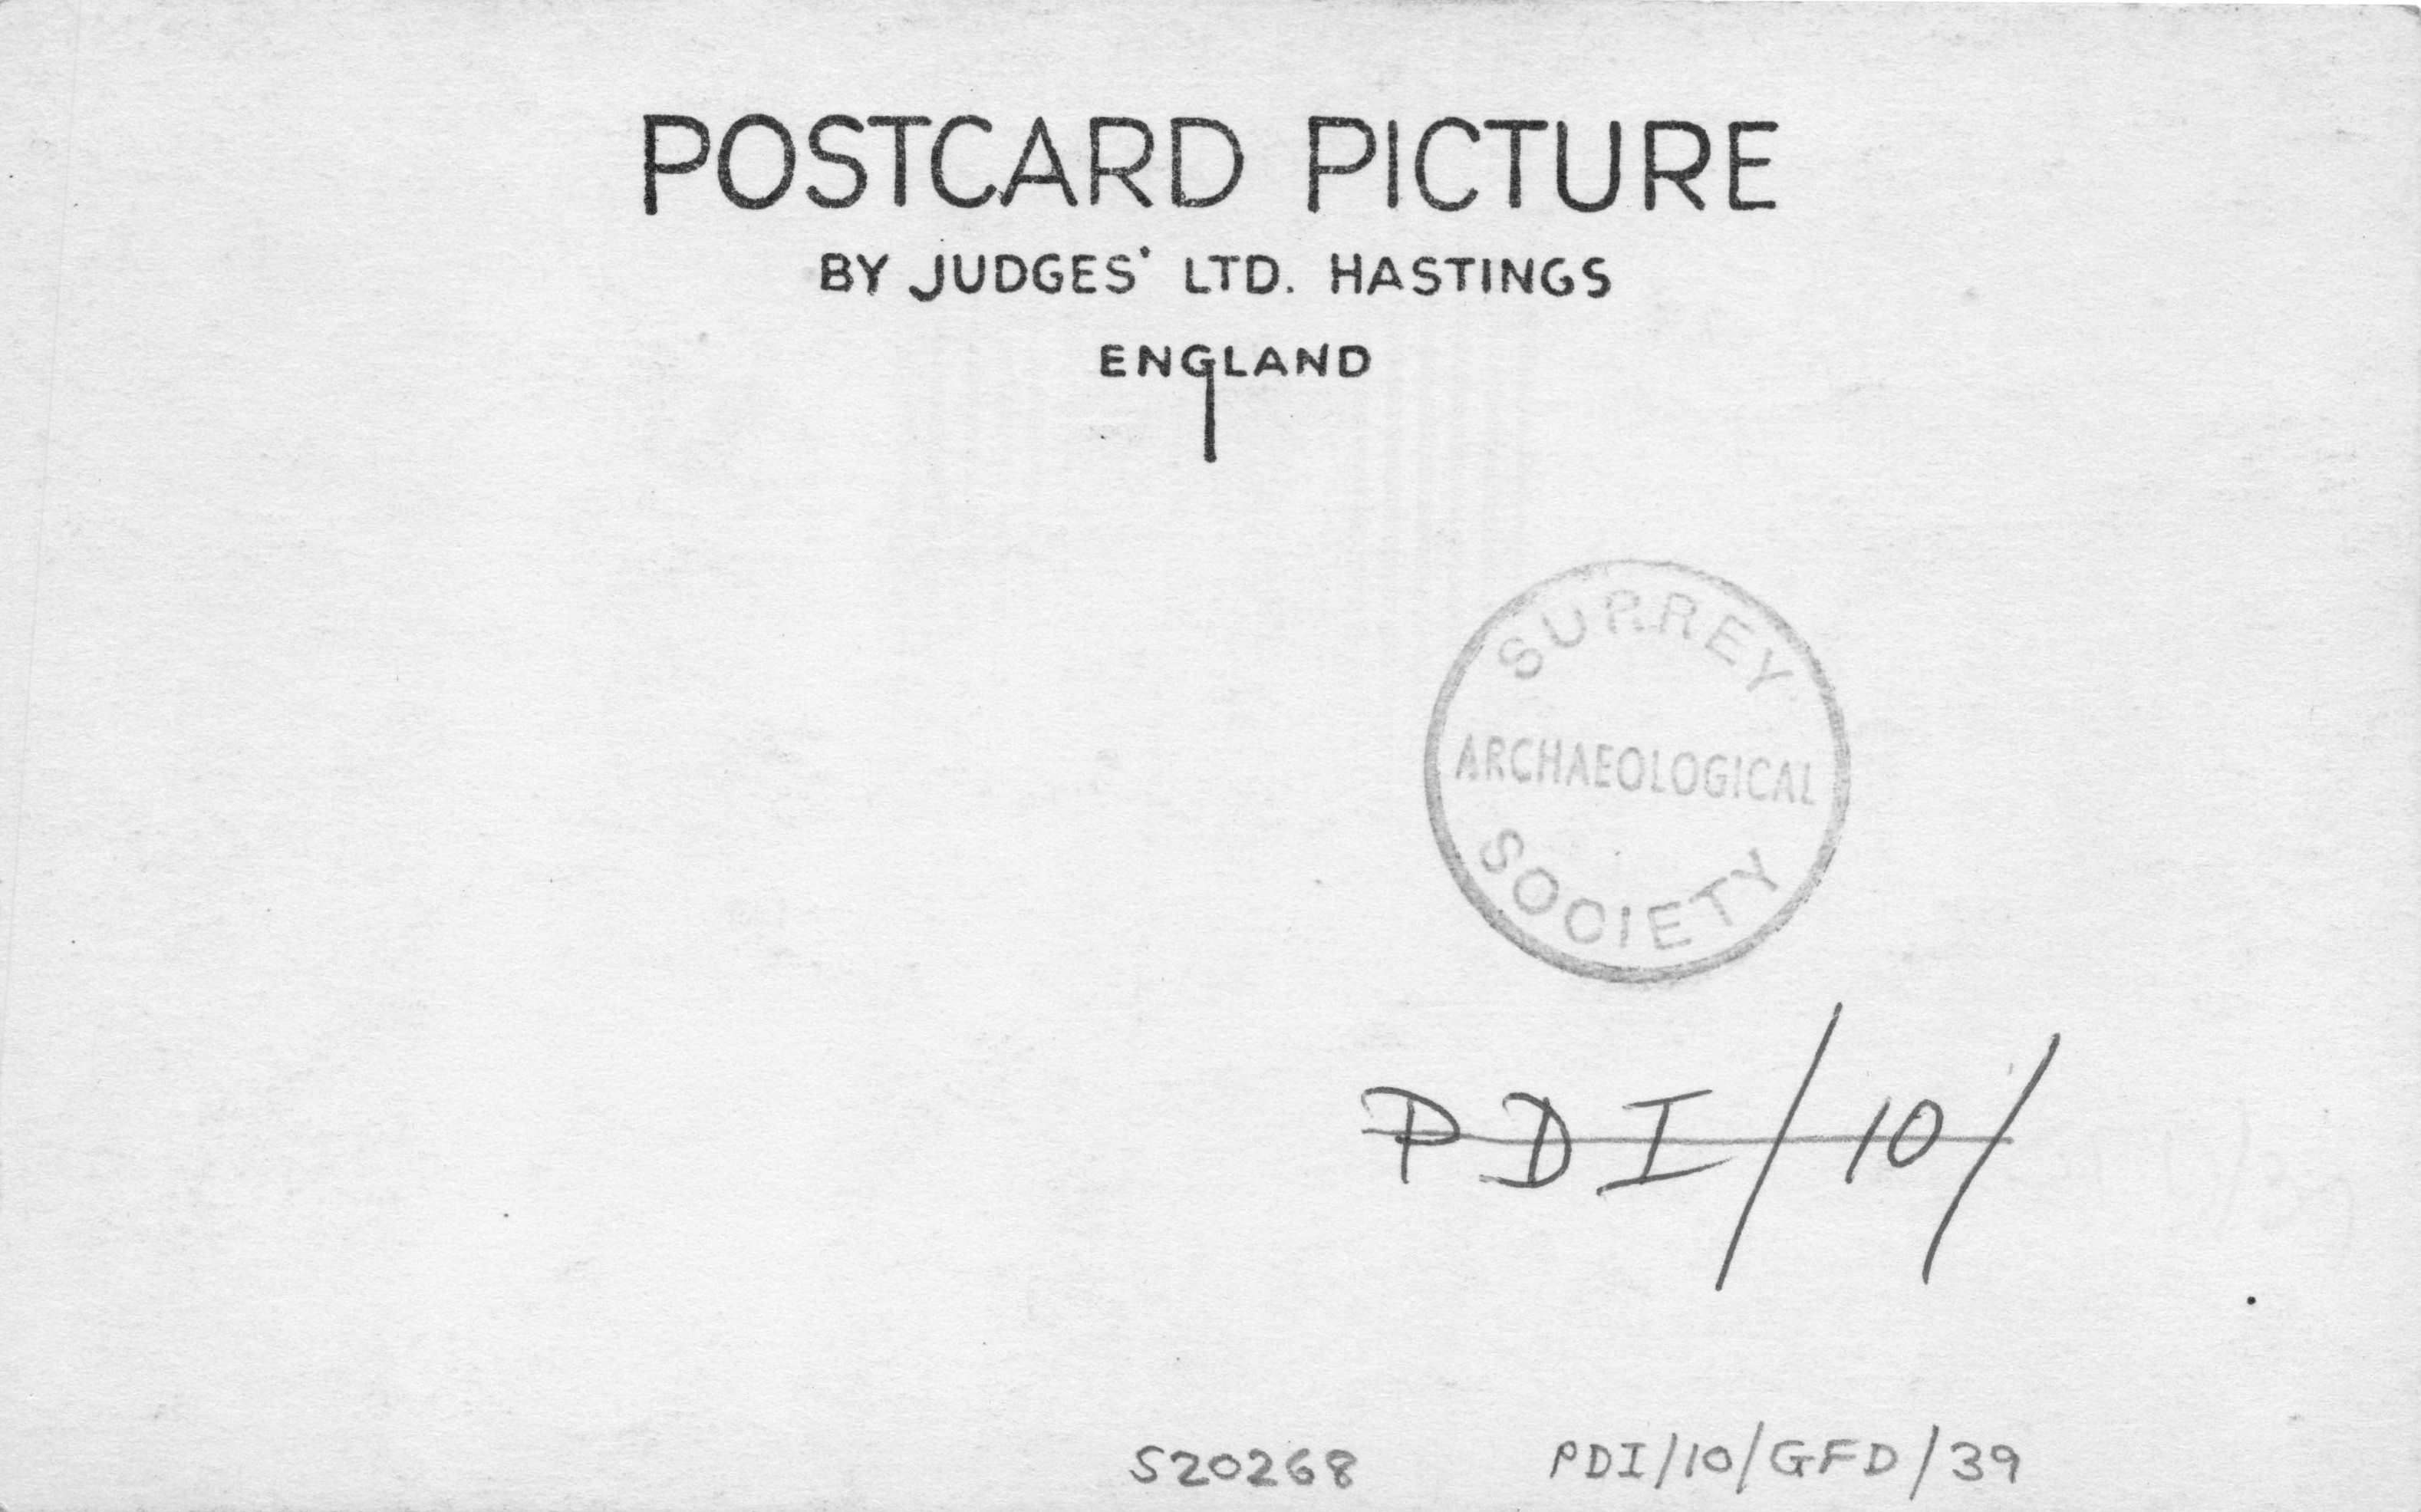 POSTCARD PICTURE
BY JUDGES' LTD. HASTINGS
ENGLAND
SURREY
ARCHAEOLOGICAL
SOCIETY
PDI/10/
S20268 PDI/10/GFD/39